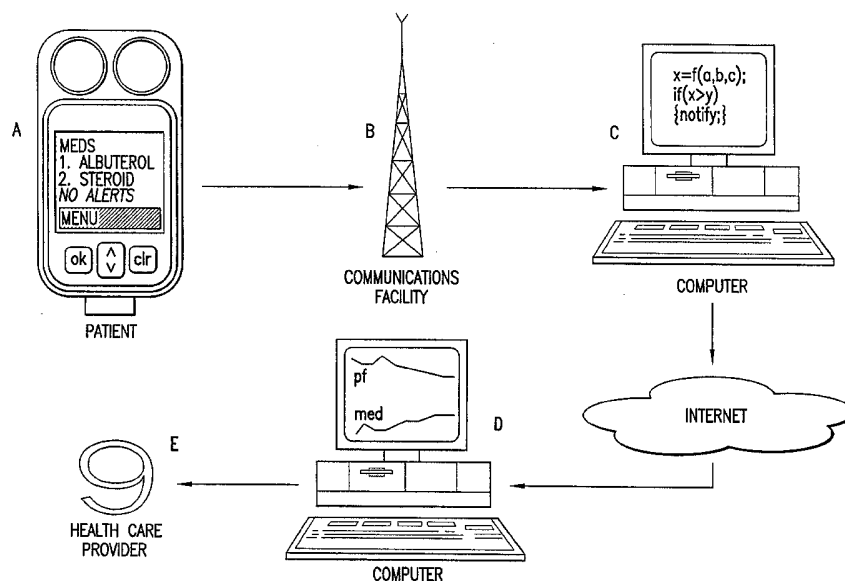 A
MEDS
1. ALBUTEROL
2. STEROID
NO ALERTS
MENU
ok
clr
PATIENT
B
COMMUNICATIONS
FACILITY
C
x=f(a,b,c);
if(x>y)
{notify;}
COMPUTER
INTERNET
D
pf
med
COMPUTER
E
HEALTH CARE
PROVIDER